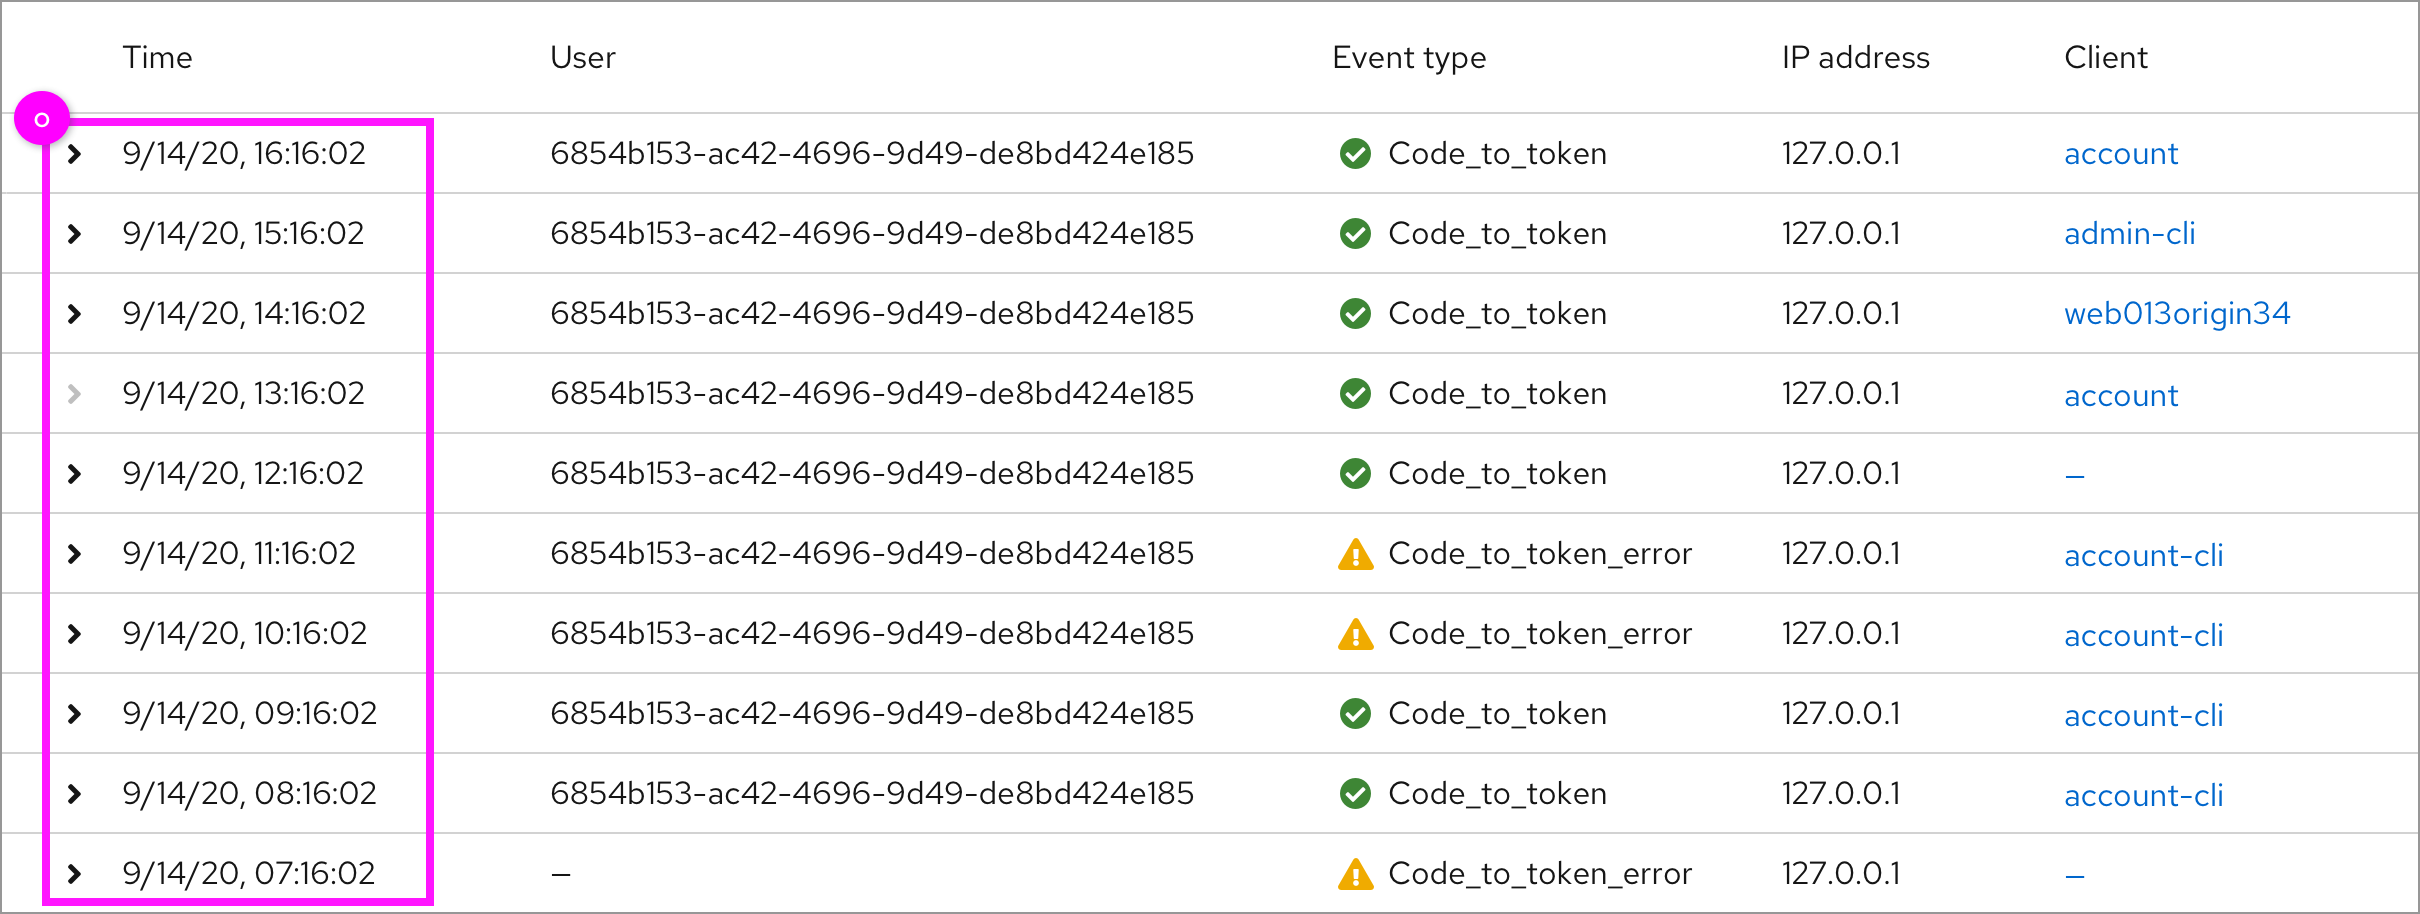 Time User Event type IP address Client
o
9/14/20, 16:16:02 6854b153-ac42-4696-9d49-de8bd424e185 Code_to_token 127.0.0.1 account
9/14/20, 15:16:02 6854b153-ac42-4696-9d49-de8bd424e185 Code_to_token 127.0.0.1 admin-cli
9/14/20, 14:16:02 6854b153-ac42-4696-9d49-de8bd424e185 Code_to_token 127.0.0.1 web013origin34
9/14/20, 13:16:02 6854b153-ac42-4696-9d49-de8bd424e185 Code_to_token 127.0.0.1 account
9/14/20, 12:16:02 6854b153-ac42-4696-9d49-de8bd424e185 Code_to_token 127.0.0.1 —
9/14/20, 11:16:02 6854b153-ac42-4696-9d49-de8bd424e185 Code_to_token_error 127.0.0.1 account-cli
9/14/20, 10:16:02 6854b153-ac42-4696-9d49-de8bd424e185 Code_to_token_error 127.0.0.1 account-cli
9/14/20, 09:16:02 6854b153-ac42-4696-9d49-de8bd424e185 Code_to_token 127.0.0.1 account-cli
9/14/20, 08:16:02 6854b153-ac42-4696-9d49-de8bd424e185 Code_to_token 127.0.0.1 account-cli
9/14/20, 07:16:02 — Code_to_token_error 127.0.0.1 —